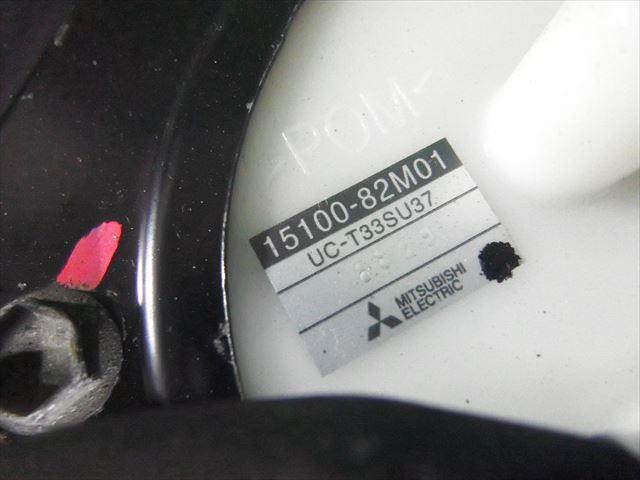 >POM<
15100-82M01
UC-T33SU37
MITSUBISHI
ELECTRIC